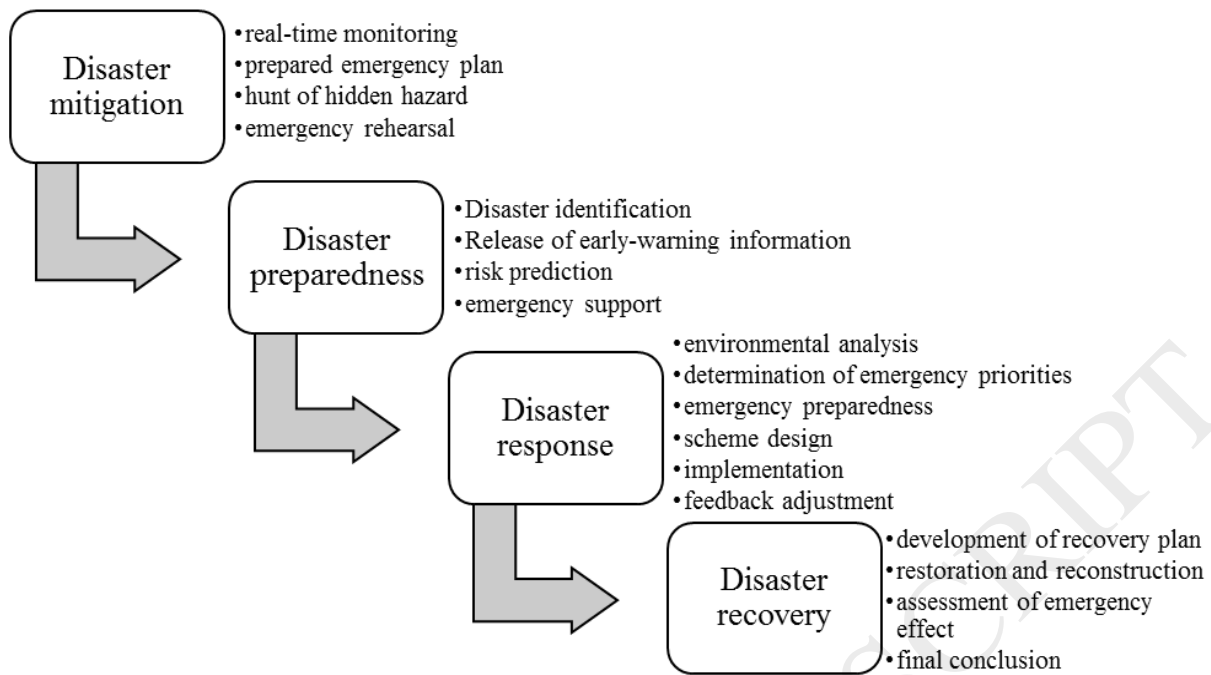 Disaster
mitigation
•real-time monitoring
•prepared emergency plan
•hunt of hidden hazard
•emergency rehearsal
Disaster
preparedness
•Disaster identification
•Release of early-warning information
•risk prediction
•emergency support
Disaster
response
•environmental analysis
•determination of emergency priorities
•emergency preparedness
•scheme design
•implementation
•feedback adjustment
Disaster
recovery
•development of recovery plan
•restoration and reconstruction
•assessment of emergency
effect
•final conclusion
SCRIPT